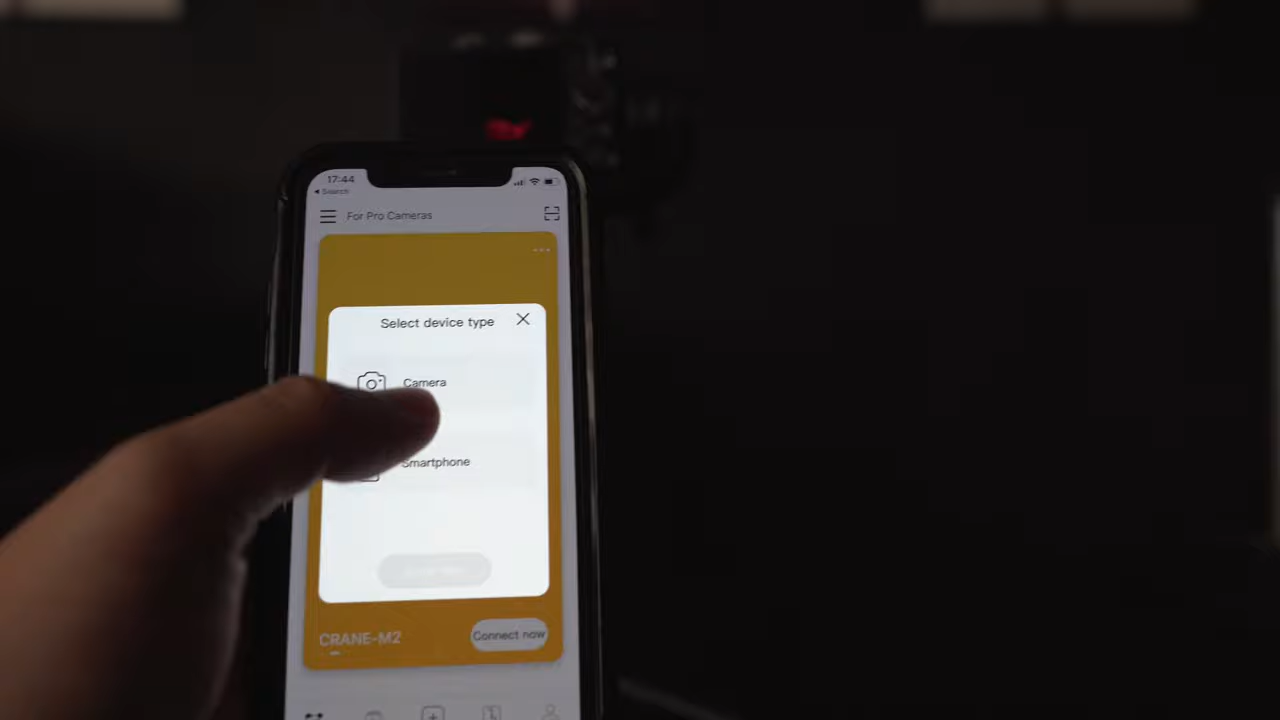 17:44
Search
For Pro Cameras
Select device type
Camera
Smartphone
CRANE-M2
Connect now